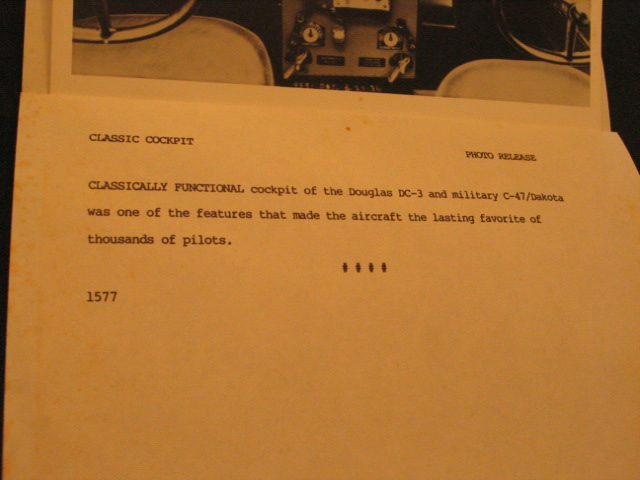 CLASSIC COCKPIT
PHOTO RELEASE
CLASSICALLY FUNCTIONAL cockpit of the Douglas DC-3 and military C-47/Dakota
was one of the features that made the aircraft the lasting favorite of
thousands of pilots.
# # # #
1577